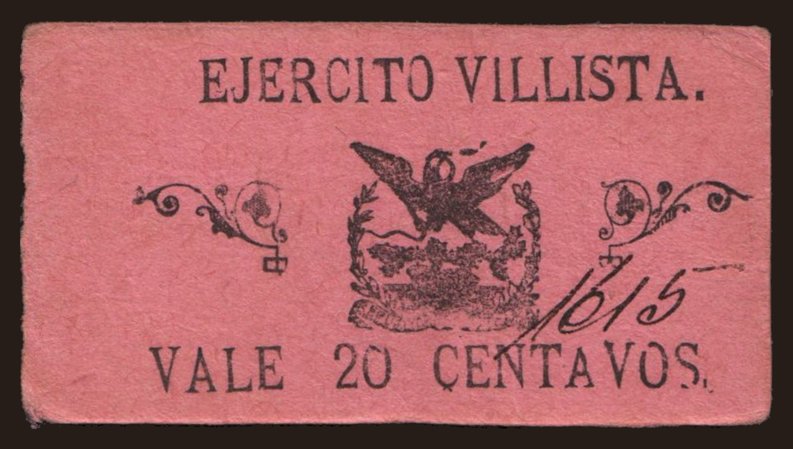 EJERCITO VILLISTA.
1615
VALE 20 CENTAVOS.